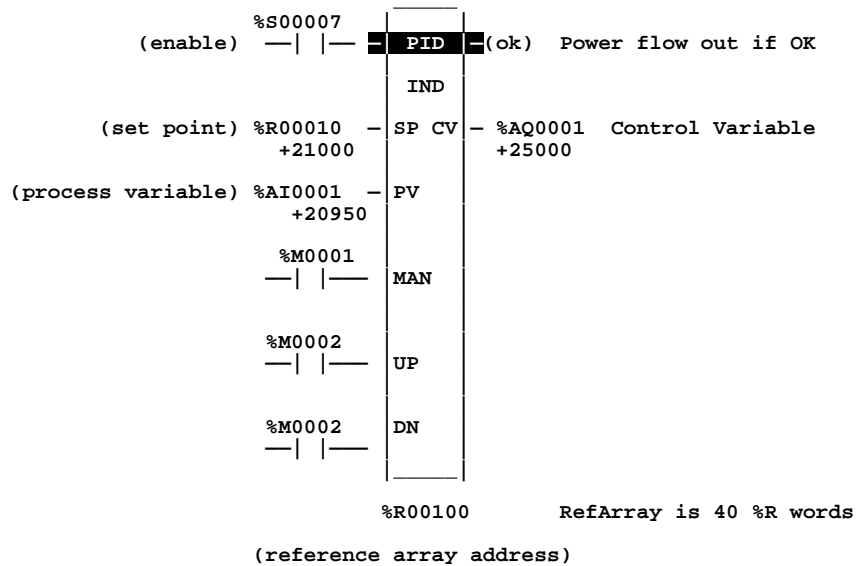 %S00007
(enable) PID (ok) Power flow out if OK
IND
(set point) %R00010 SP CV %AQ0001 Control Variable
+21000 +25000
(process variable) %AI0001 PV
+20950
%M0001
MAN
%M0002
UP
%M0002 DN
%R00100 RefArray is 40 %R words
(reference array address)